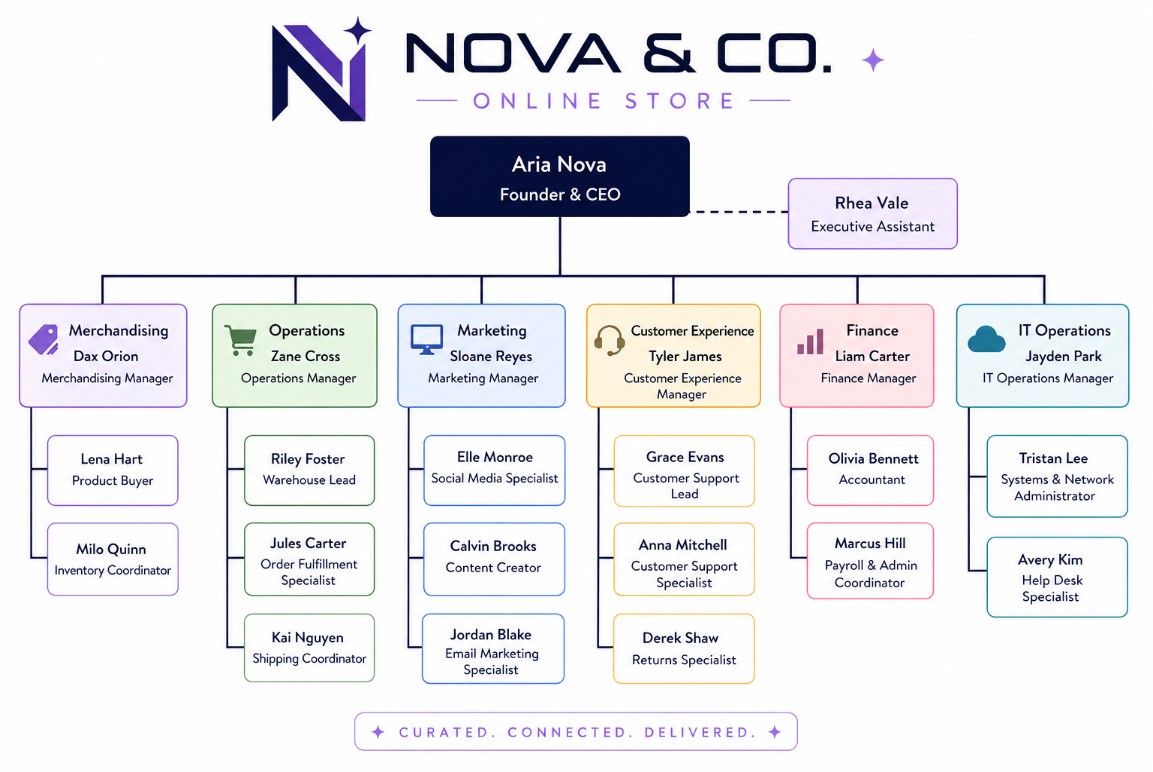 NOVA & CO.
ONLINE STORE
Aria Nova
Founder & CEO
Rhea Vale
Executive Assistant
Merchandising
Dax Orion
Merchandising Manager
Lena Hart
Product Buyer
Milo Quinn
Inventory Coordinator
Operations
Zane Cross
Operations Manager
Riley Foster
Warehouse Lead
Jules Carter
Order Fulfillment
Specialist
Kai Nguyen
Shipping Coordinator
Marketing
Sloane Reyes
Marketing Manager
Elle Monroe
Social Media Specialist
Calvin Brooks
Content Creator
Jordan Blake
Email Marketing
Specialist
Customer Experience
Tyler James
Customer Experience
Manager
Grace Evans
Customer Support
Lead
Anna Mitchell
Customer Support
Specialist
Derek Shaw
Returns Specialist
Finance
Liam Carter
Finance Manager
Olivia Bennett
Accountant
Marcus Hill
Payroll & Admin
Coordinator
IT Operations
Jayden Park
IT Operations Manager
Tristan Lee
Systems & Network
Administrator
Avery Kim
Help Desk
Specialist
CURATED. CONNECTED. DELIVERED.